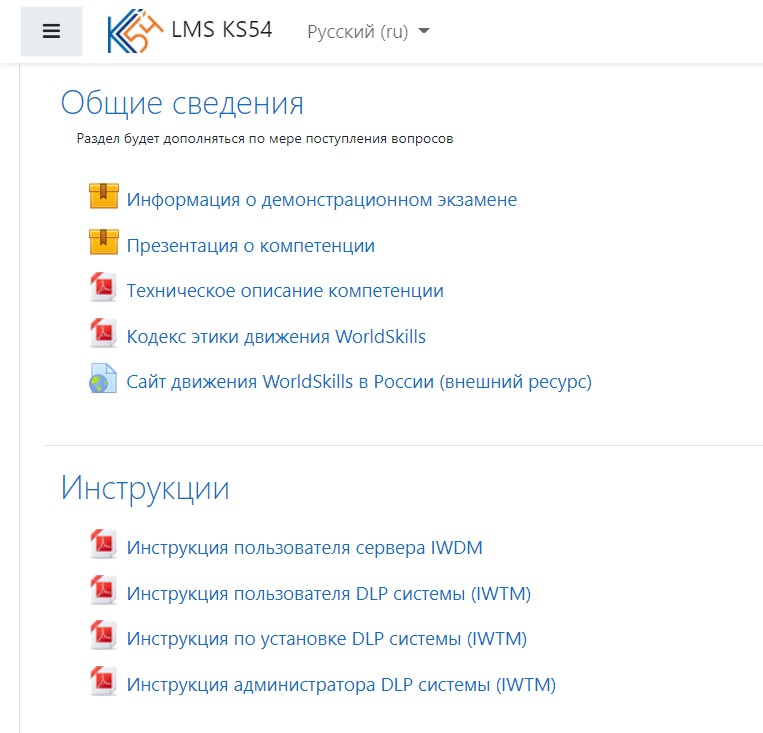 LMS KS54 Русский (ru)
Общие сведения
Раздел будет дополняться по мере поступления вопросов
Информация о демонстрационном экзамене
Презентация о компетенции
Техническое описание компетенции
Кодекс этики движения WorldSkills
Сайт движения WorldSkills в России (внешний ресурс)
Инструкции
Инструкция пользователя сервера IWDM
Инструкция пользователя DLP системы (IWTM)
Инструкция по установке DLP системы (IWTM)
Инструкция администратора DLP системы (IWTM)